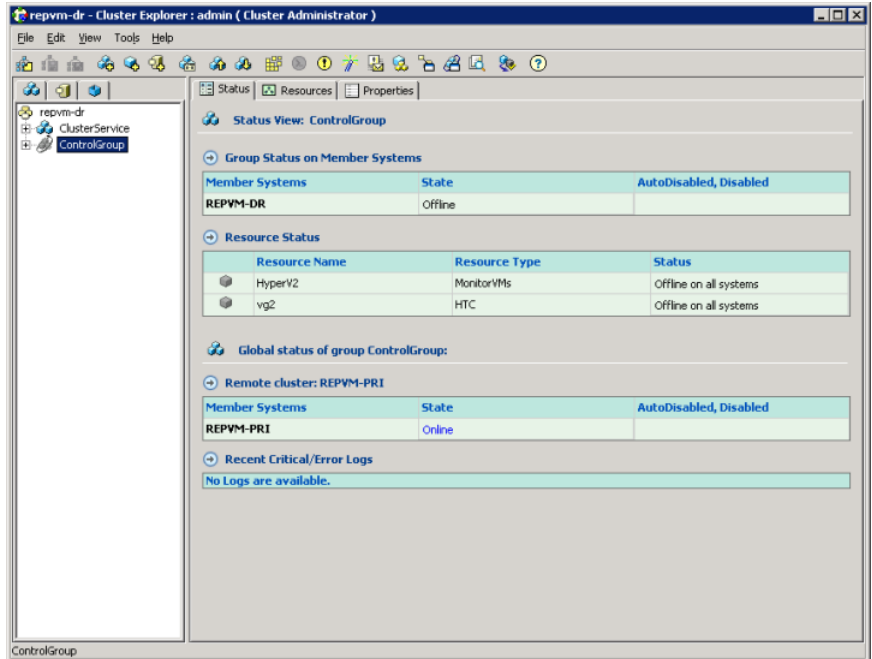 repvm-dr - Cluster Explorer : admin ( Cluster Administrator )
File Edit View Tools Help
Status Resources Properties
repvm-dr
ClusterService
ControlGroup
Status View: ControlGroup
Group Status on Member Systems
Member Systems State AutoDisabled, Disabled
REPVM-DR Offline
Resource Status
Resource Name Resource Type Status
HyperV2 MonitorVMs Offline on all systems
vg2 HTC Offline on all systems
Global status of group ControlGroup:
Remote cluster: REPVM-PRI
Member Systems State AutoDisabled, Disabled
REPVM-PRI Online
Recent Critical/Error Logs
No Logs are available.
ControlGroup